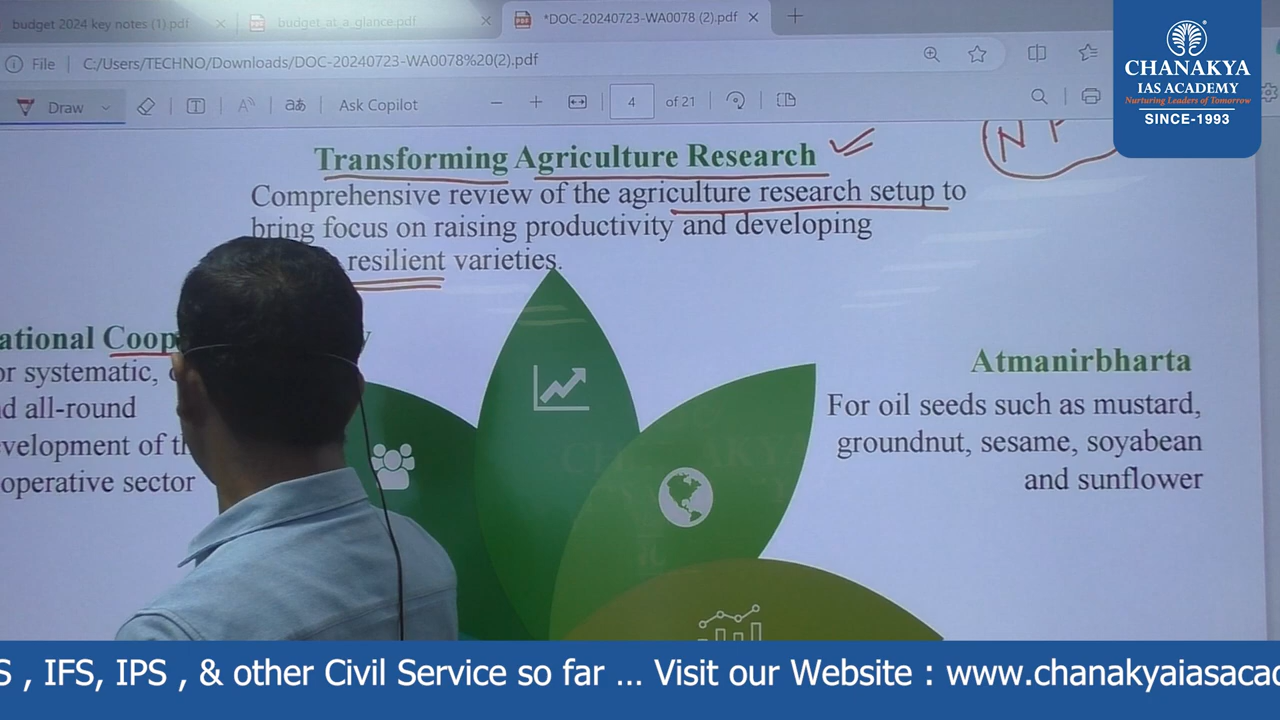 budget 2024 key notes (1).pdf
budget_at_a_glance.pdf
*DOC-20240723-WA0078 (2).pdf
File | C:/Users/TECHNO/Downloads/DOC-20240723-WA0078%20(2).pdf
Draw
Ask Copilot
4 of 21
CHANAKYA
IAS ACADEMY
Nurturing Leaders of Tomorrow
SINCE-1993
Transforming Agriculture Research
Comprehensive review of the agriculture research setup to
bring focus on raising productivity and developing
resilient varieties.
ational Coop
or systematic,
nd all-round
evelopment of th
operative sector
Atmanirbharta
For oil seeds such as mustard,
groundnut, sesame, soyabean
and sunflower
S , IFS, IPS , & other Civil Service so far ... Visit our Website : www.chanakyaiasacad